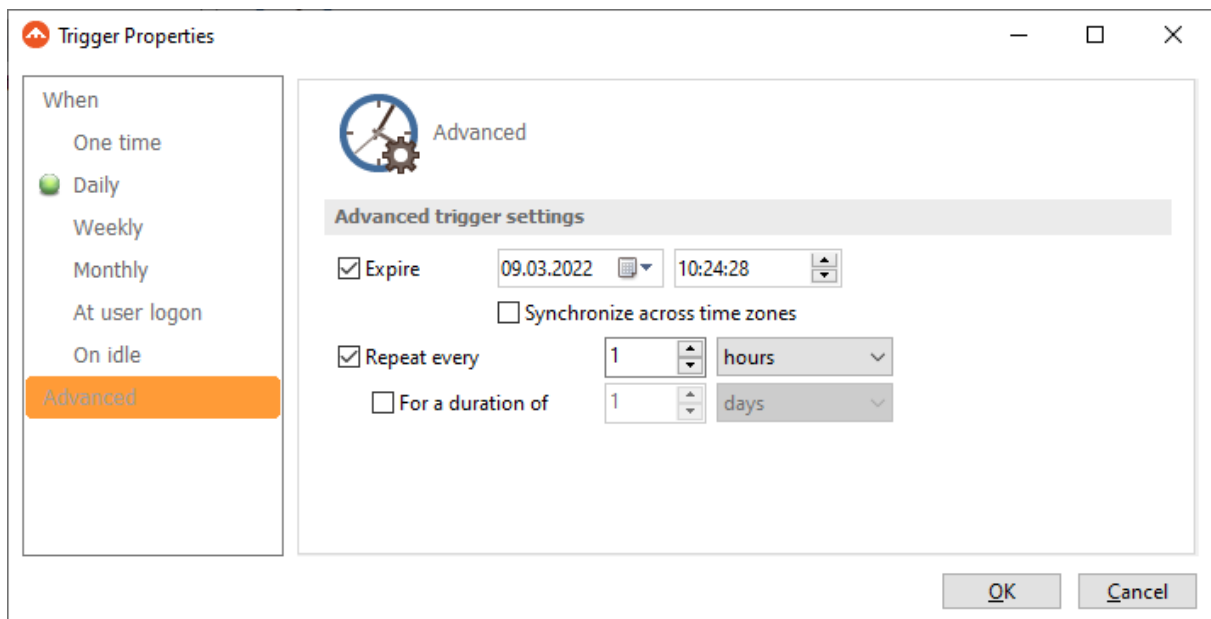 Trigger Properties
When
One time
Daily
Weekly
Monthly
At user logon
On idle
Advanced
Advanced
Advanced trigger settings
Expire 09.03.2022 10:24:28
Synchronize across time zones
Repeat every 1 hours
For a duration of 1 days
OK Cancel